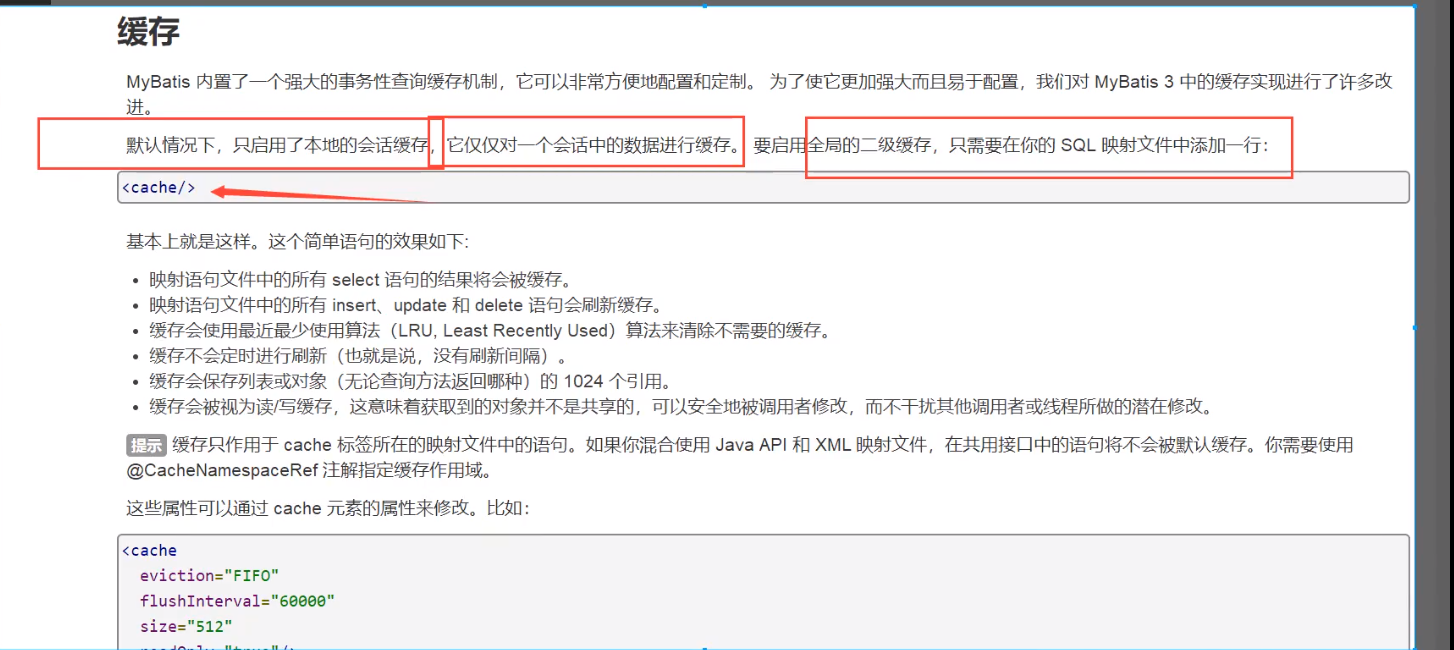 缓存
MyBatis 内置了一个强大的事务性查询缓存机制，它可以非常方便地配置和定制。 为了使它更加强大而且易于配置，我们对 MyBatis 3 中的缓存实现进行了许多改
进。
默认情况下，只启用了本地的会话缓存，它仅仅对一个会话中的数据进行缓存。 要启用全局的二级缓存，只需要在你的 SQL 映射文件中添加一行：
<cache/>
基本上就是这样。这个简单语句的效果如下:
• 映射语句文件中的所有 select 语句的结果将会被缓存。
• 映射语句文件中的所有 insert、update 和 delete 语句会刷新缓存。
• 缓存会使用最近最少使用算法（LRU, Least Recently Used）算法来清除不需要的缓存。
• 缓存不会定时进行刷新（也就是说，没有刷新间隔）。
• 缓存会保存列表或对象（无论查询方法返回哪种）的 1024 个引用。
• 缓存会被视为读/写缓存，这意味着获取到的对象并不是共享的，可以安全地被调用者修改，而不干扰其他调用者或线程所做的潜在修改。
提示 缓存只作用于 cache 标签所在的映射文件中的语句。如果你混合使用 Java API 和 XML 映射文件，在共用接口中的语句将不会被默认缓存。你需要使用
@CacheNamespaceRef 注解指定缓存作用域。
这些属性可以通过 cache 元素的属性来修改。比如：
<cache
eviction="FIFO"
flushInterval="60000"
size="512"